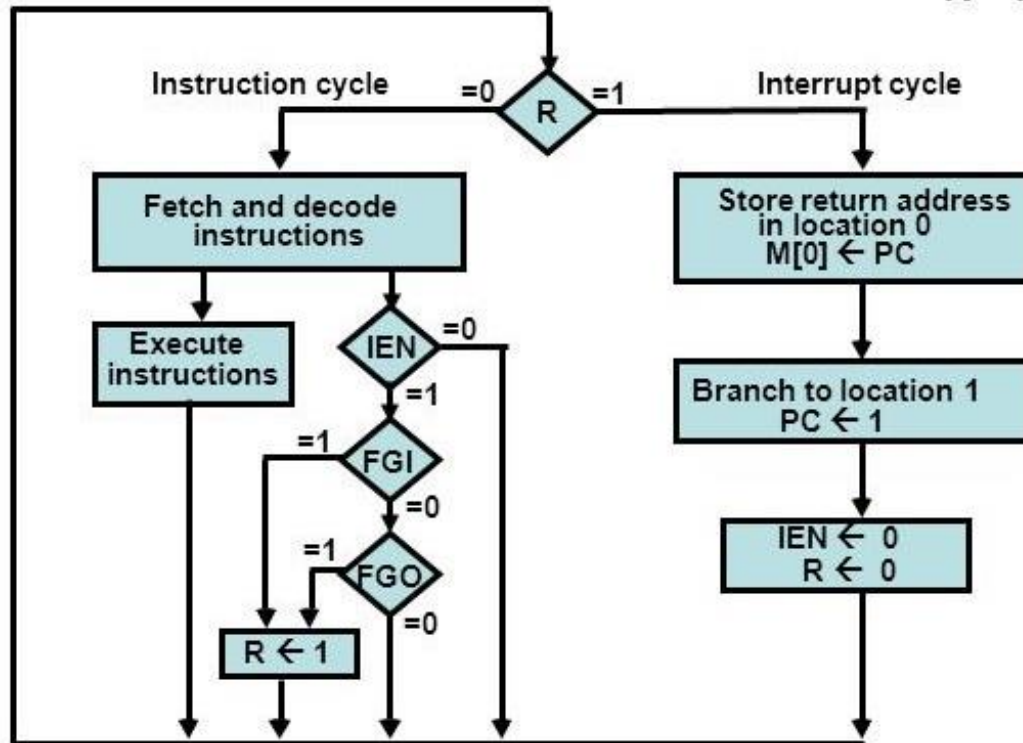 Instruction cycle
=0
R
=1
Interrupt cycle
Fetch and decode
instructions
Store return address
in location 0
M[0] ← PC
Execute
instructions
IEN
=0
=1
Branch to location 1
PC ← 1
=1
FGI
=0
=1
FGO
=0
IEN ← 0
R ← 0
R ← 1